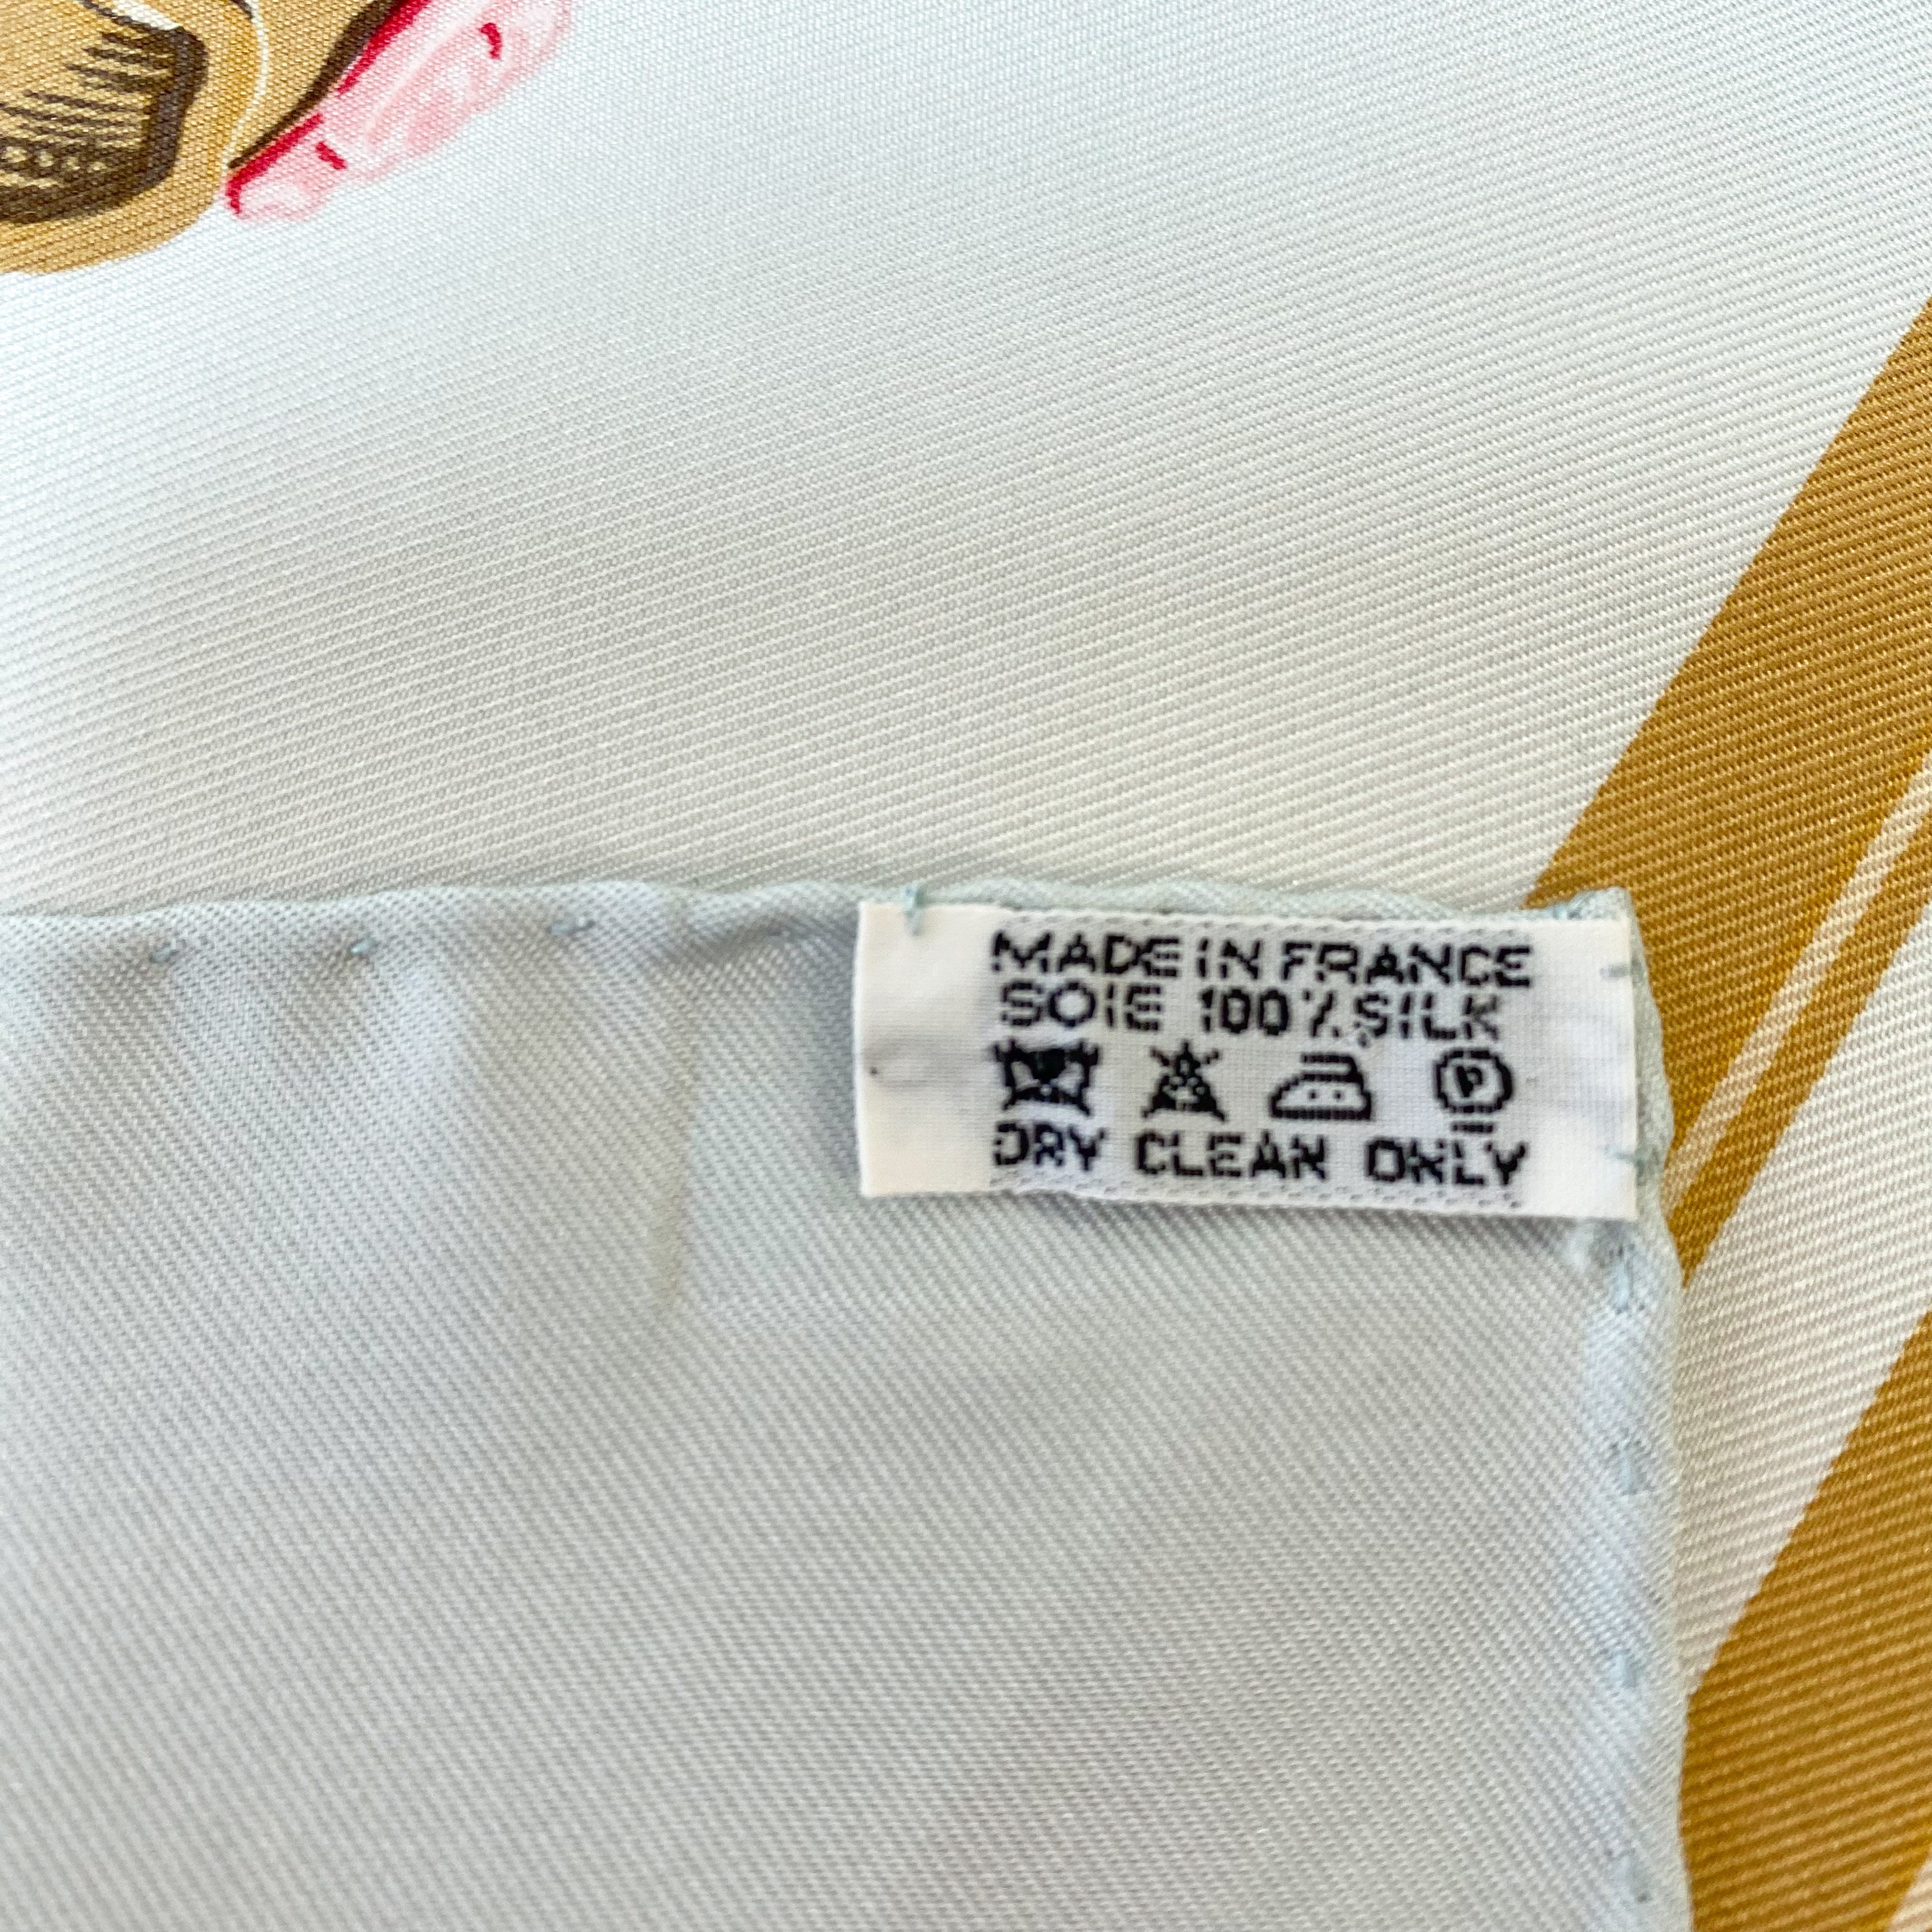 MADE IN FRANCE
SOIE 100% SILK
DRY CLEAN ONLY